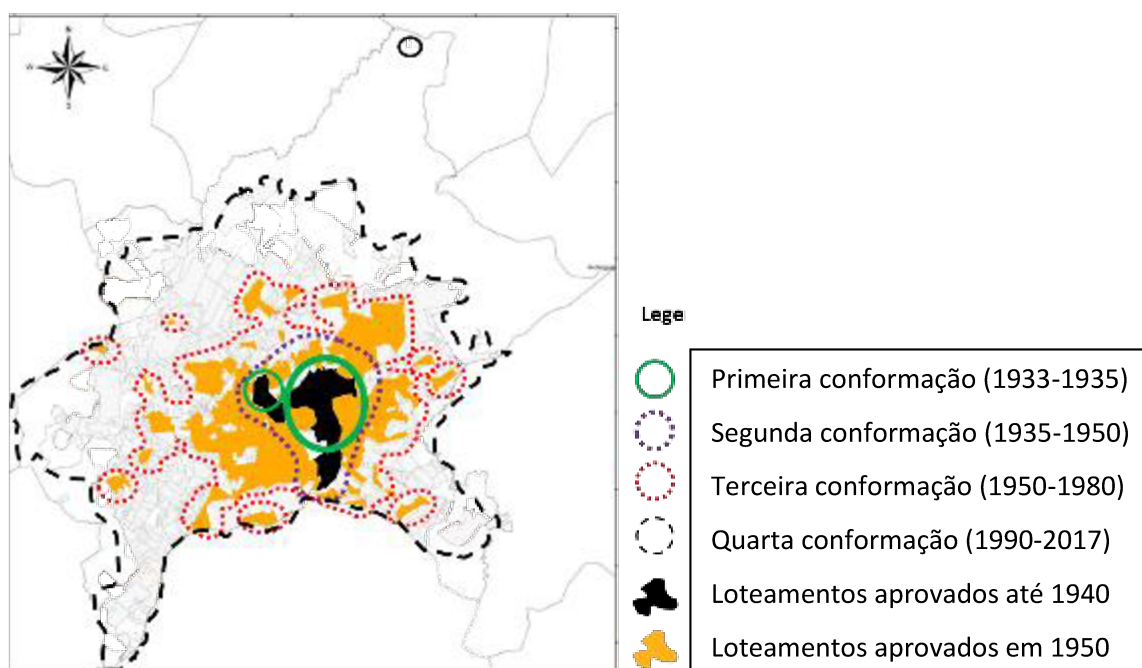 N
W
S
Lege
Primeira conformação (1933-1935)
Segunda conformação (1935-1950)
Terceira conformação (1950-1980)
Quarta conformação (1990-2017)
Loteamentos aprovados até 1940
Loteamentos aprovados em 1950